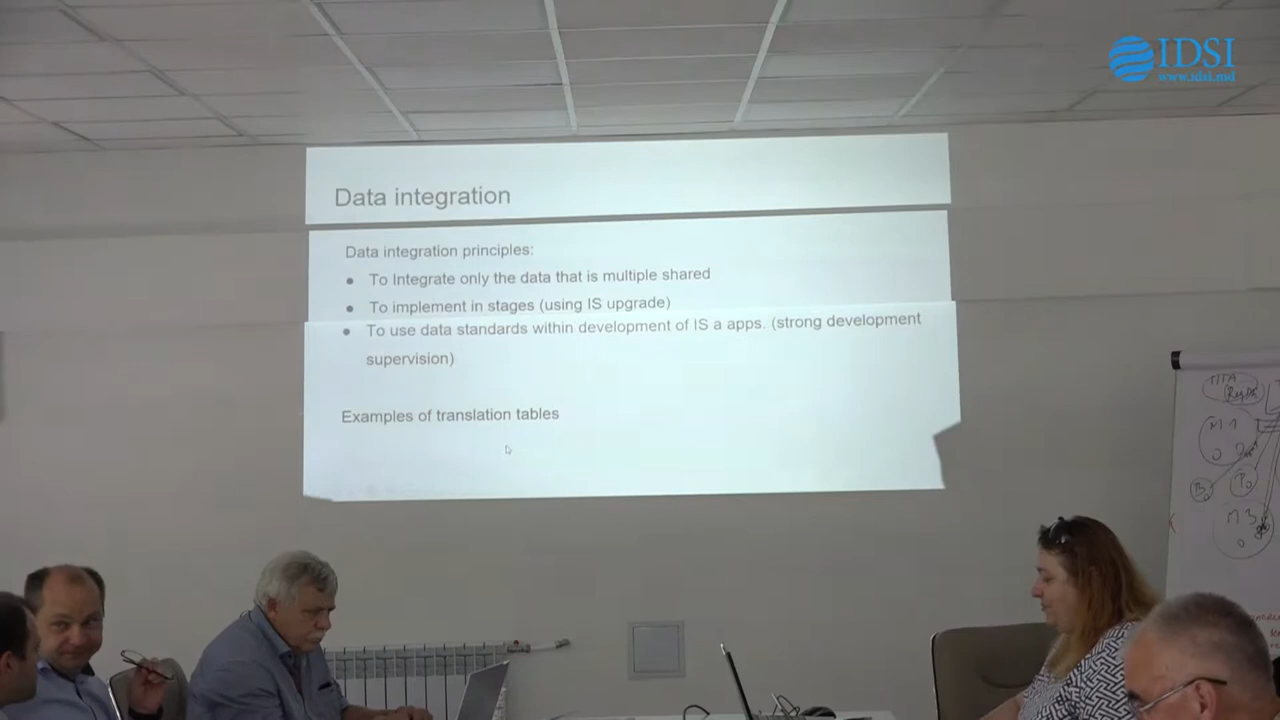 IDSI
www.idsi.md
Data integration
Data integration principles:
● To Integrate only the data that is multiple shared
● To implement in stages (using IS upgrade)
● To use data standards within development of IS a apps. (strong development
supervision)
Examples of translation tables